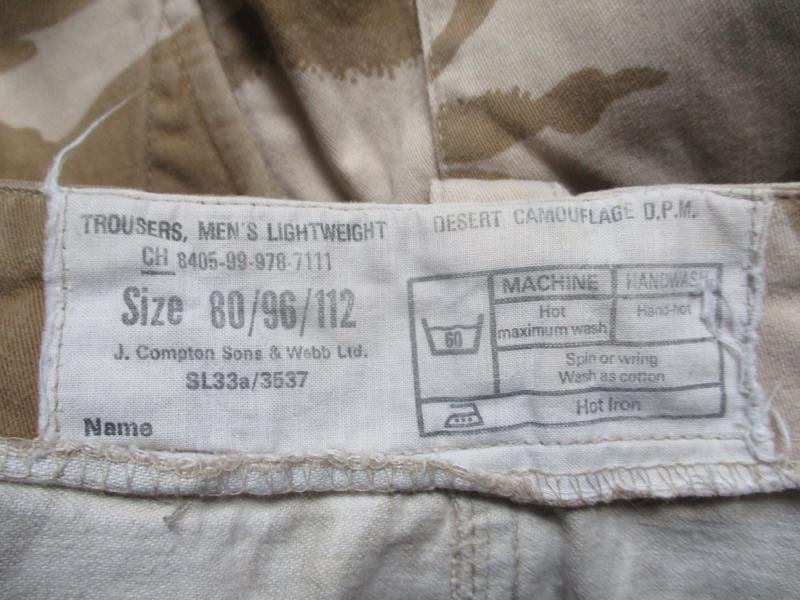 TROUSERS, MEN'S LIGHTWEIGHT
DESERT CAMOUFLAGE D.P.M.
CH 8405-99-978-7111
Size 80/96/112
J. Compton Sons & Webb Ltd.
SL33a/3537
Name
MACHINE HANDWASH
60
Hot Hand-hot
maximum wash
Spin or wring
Wash as cotton
Hot Iron